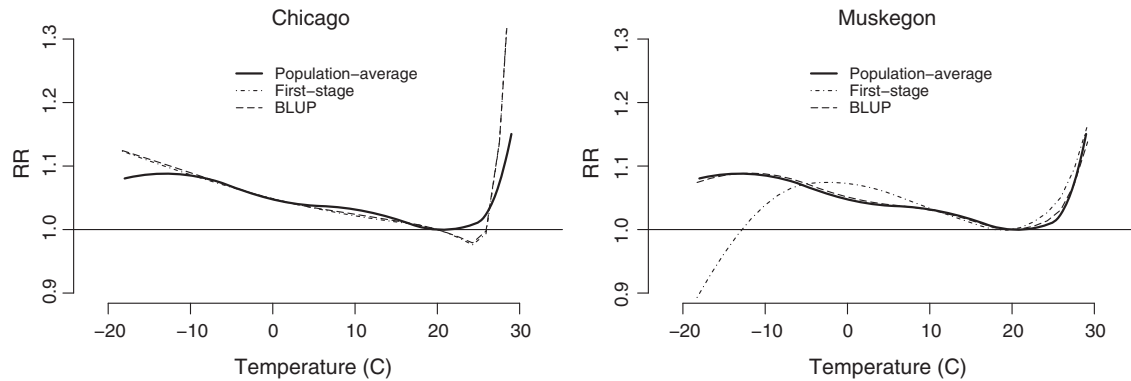 Chicago
RR
1.3
1.2
1.1
1.0
0.9
Population−average
First−stage
BLUP
−20 −10 0 10 20 30
Temperature (C)
Muskegon
RR
1.3
1.2
1.1
1.0
0.9
Population−average
First−stage
BLUP
−20 −10 0 10 20 30
Temperature (C)